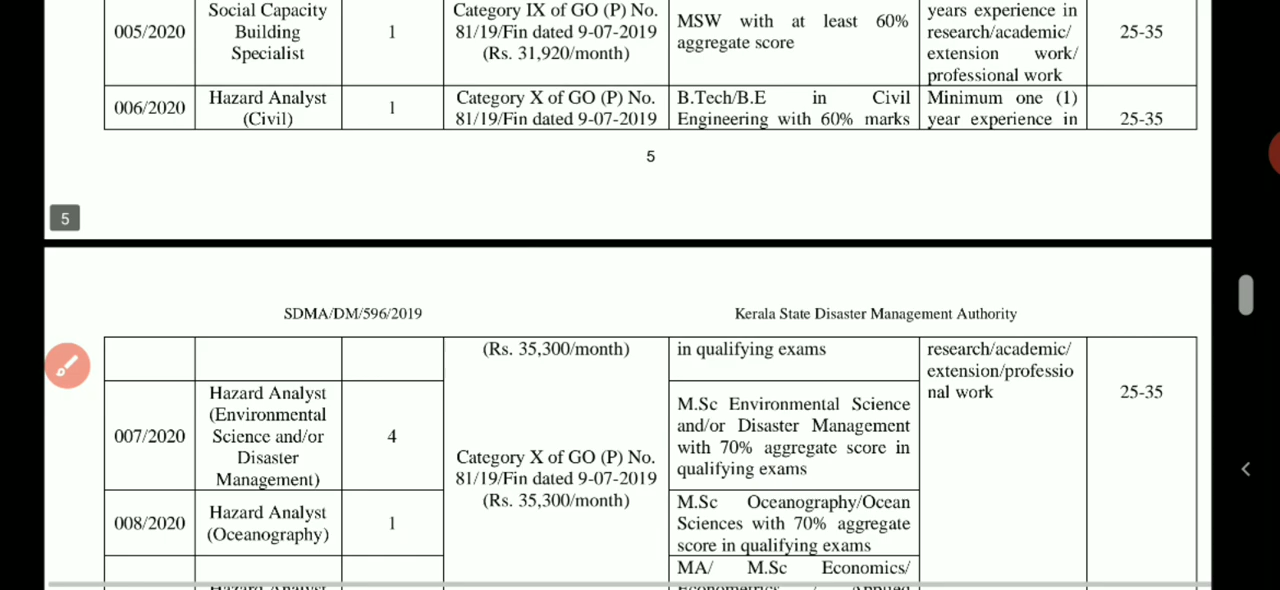 005/2020
Social Capacity
Building
Specialist
1
Category IX of GO (P) No.
81/19/Fin dated 9-07-2019
(Rs. 31,920/month)
MSW with at least 60%
aggregate score
years experience in
research/academic/
extension work/
professional work
25-35
006/2020
Hazard Analyst
(Civil)
1
Category X of GO (P) No.
81/19/Fin dated 9-07-2019
B.Tech/B.E in Civil
Engineering with 60% marks
Minimum one (1)
year experience in
25-35
5
5
SDMA/DM/596/2019
Kerala State Disaster Management Authority
(Rs. 35,300/month)
in qualifying exams
research/academic/
extension/professio
nal work
25-35
007/2020
Hazard Analyst
(Environmental
Science and/or
Disaster
Management)
4
Category X of GO (P) No.
81/19/Fin dated 9-07-2019
(Rs. 35,300/month)
M.Sc Environmental Science
and/or Disaster Management
with 70% aggregate score in
qualifying exams
008/2020
Hazard Analyst
(Oceanography)
1
M.Sc Oceanography/Ocean
Sciences with 70% aggregate
score in qualifying exams
MA/ M.Sc Economics/